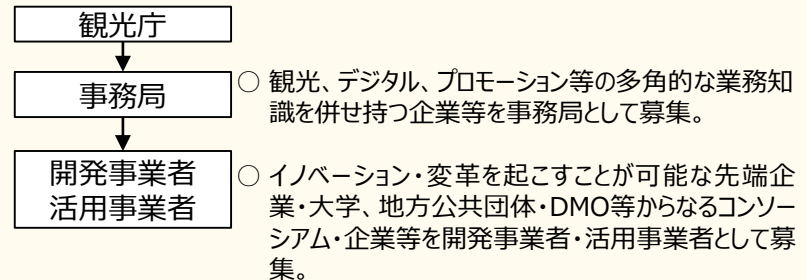 観光庁
事務局
○ 観光、デジタル、プロモーション等の多角的な業務知
識を併せ持つ企業等を事務局として募集。
開発事業者
活用事業者
○ イノベーション・変革を起こすことが可能な先端企
業・大学、地方公共団体・DMO等からなるコンソー
シアム・企業等を開発事業者・活用事業者として募
集。